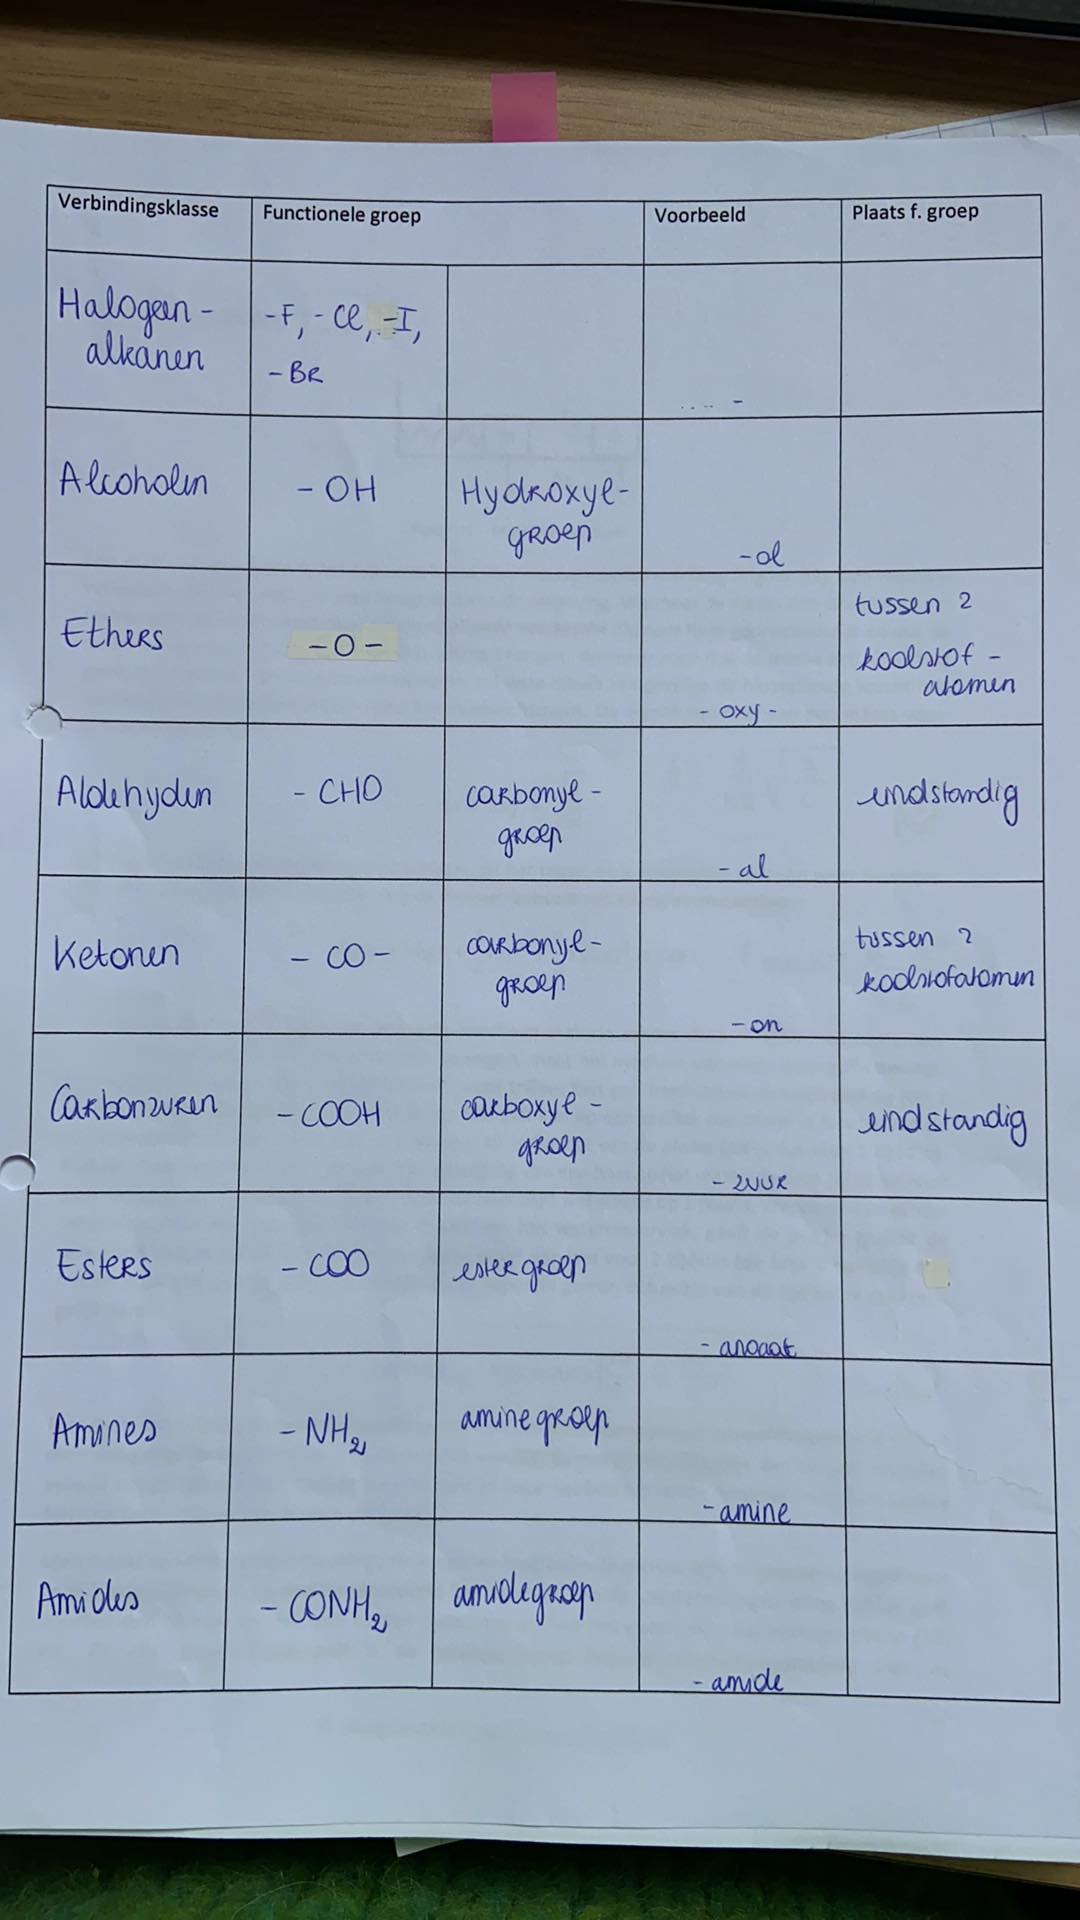 Verbindingsklasse Functionele groep Voorbeeld Plaats f. groep
Halogeen-
alkanen
-F, -Cl, -I,
-Br
-
Alcoholen -OH Hydroxyl-
groep
-ol
Ethers -O- tussen 2
koolstof-
atomen
-oxy-
Aldehyden -CHO carbonyl-
groep
eindstandig
-al
Ketonen -CO- carbonyl-
groep
tussen 2
koolstofatomen
-on
Carbonzuren -COOH carboxyl-
groep
eindstandig
-zuur
Esters -COO estergroep
-anoaat
Amines -NH2 aminegroep
-amine
Amides -CONH2 amidegroep
-amide